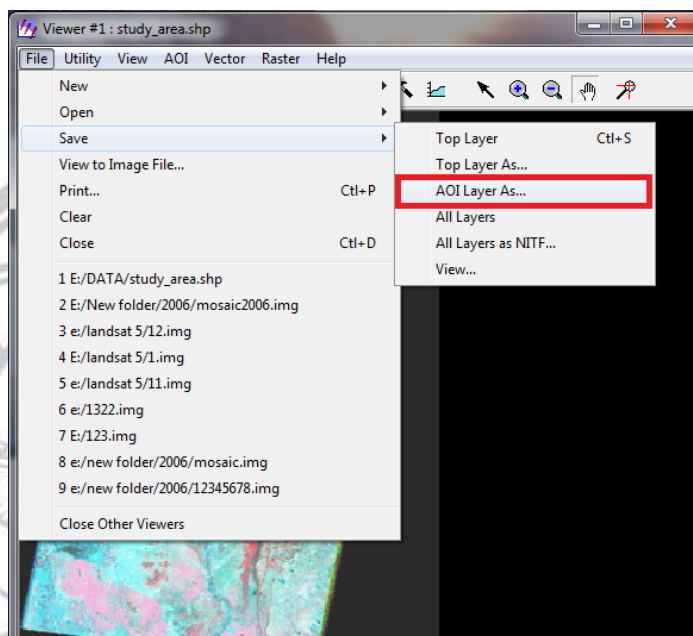 Viewer #1 : study_area.shp
File Utility View AOI Vector Raster Help
New
Open
Save
View to Image File...
Print... Ctl+P
Clear
Close Ctl+D
1 E:/DATA/study_area.shp
2 E:/New folder/2006/mosaic2006.img
3 e:/landsat 5/12.img
4 E:/landsat 5/1.img
5 e:/landsat 5/11.img
6 e:/1322.img
7 E:/123.img
8 e:/new folder/2006/mosaic.img
9 e:/new folder/2006/12345678.img
Close Other Viewers
Top Layer Ctl+S
Top Layer As...
AOI Layer As...
All Layers
All Layers as NITF...
View...